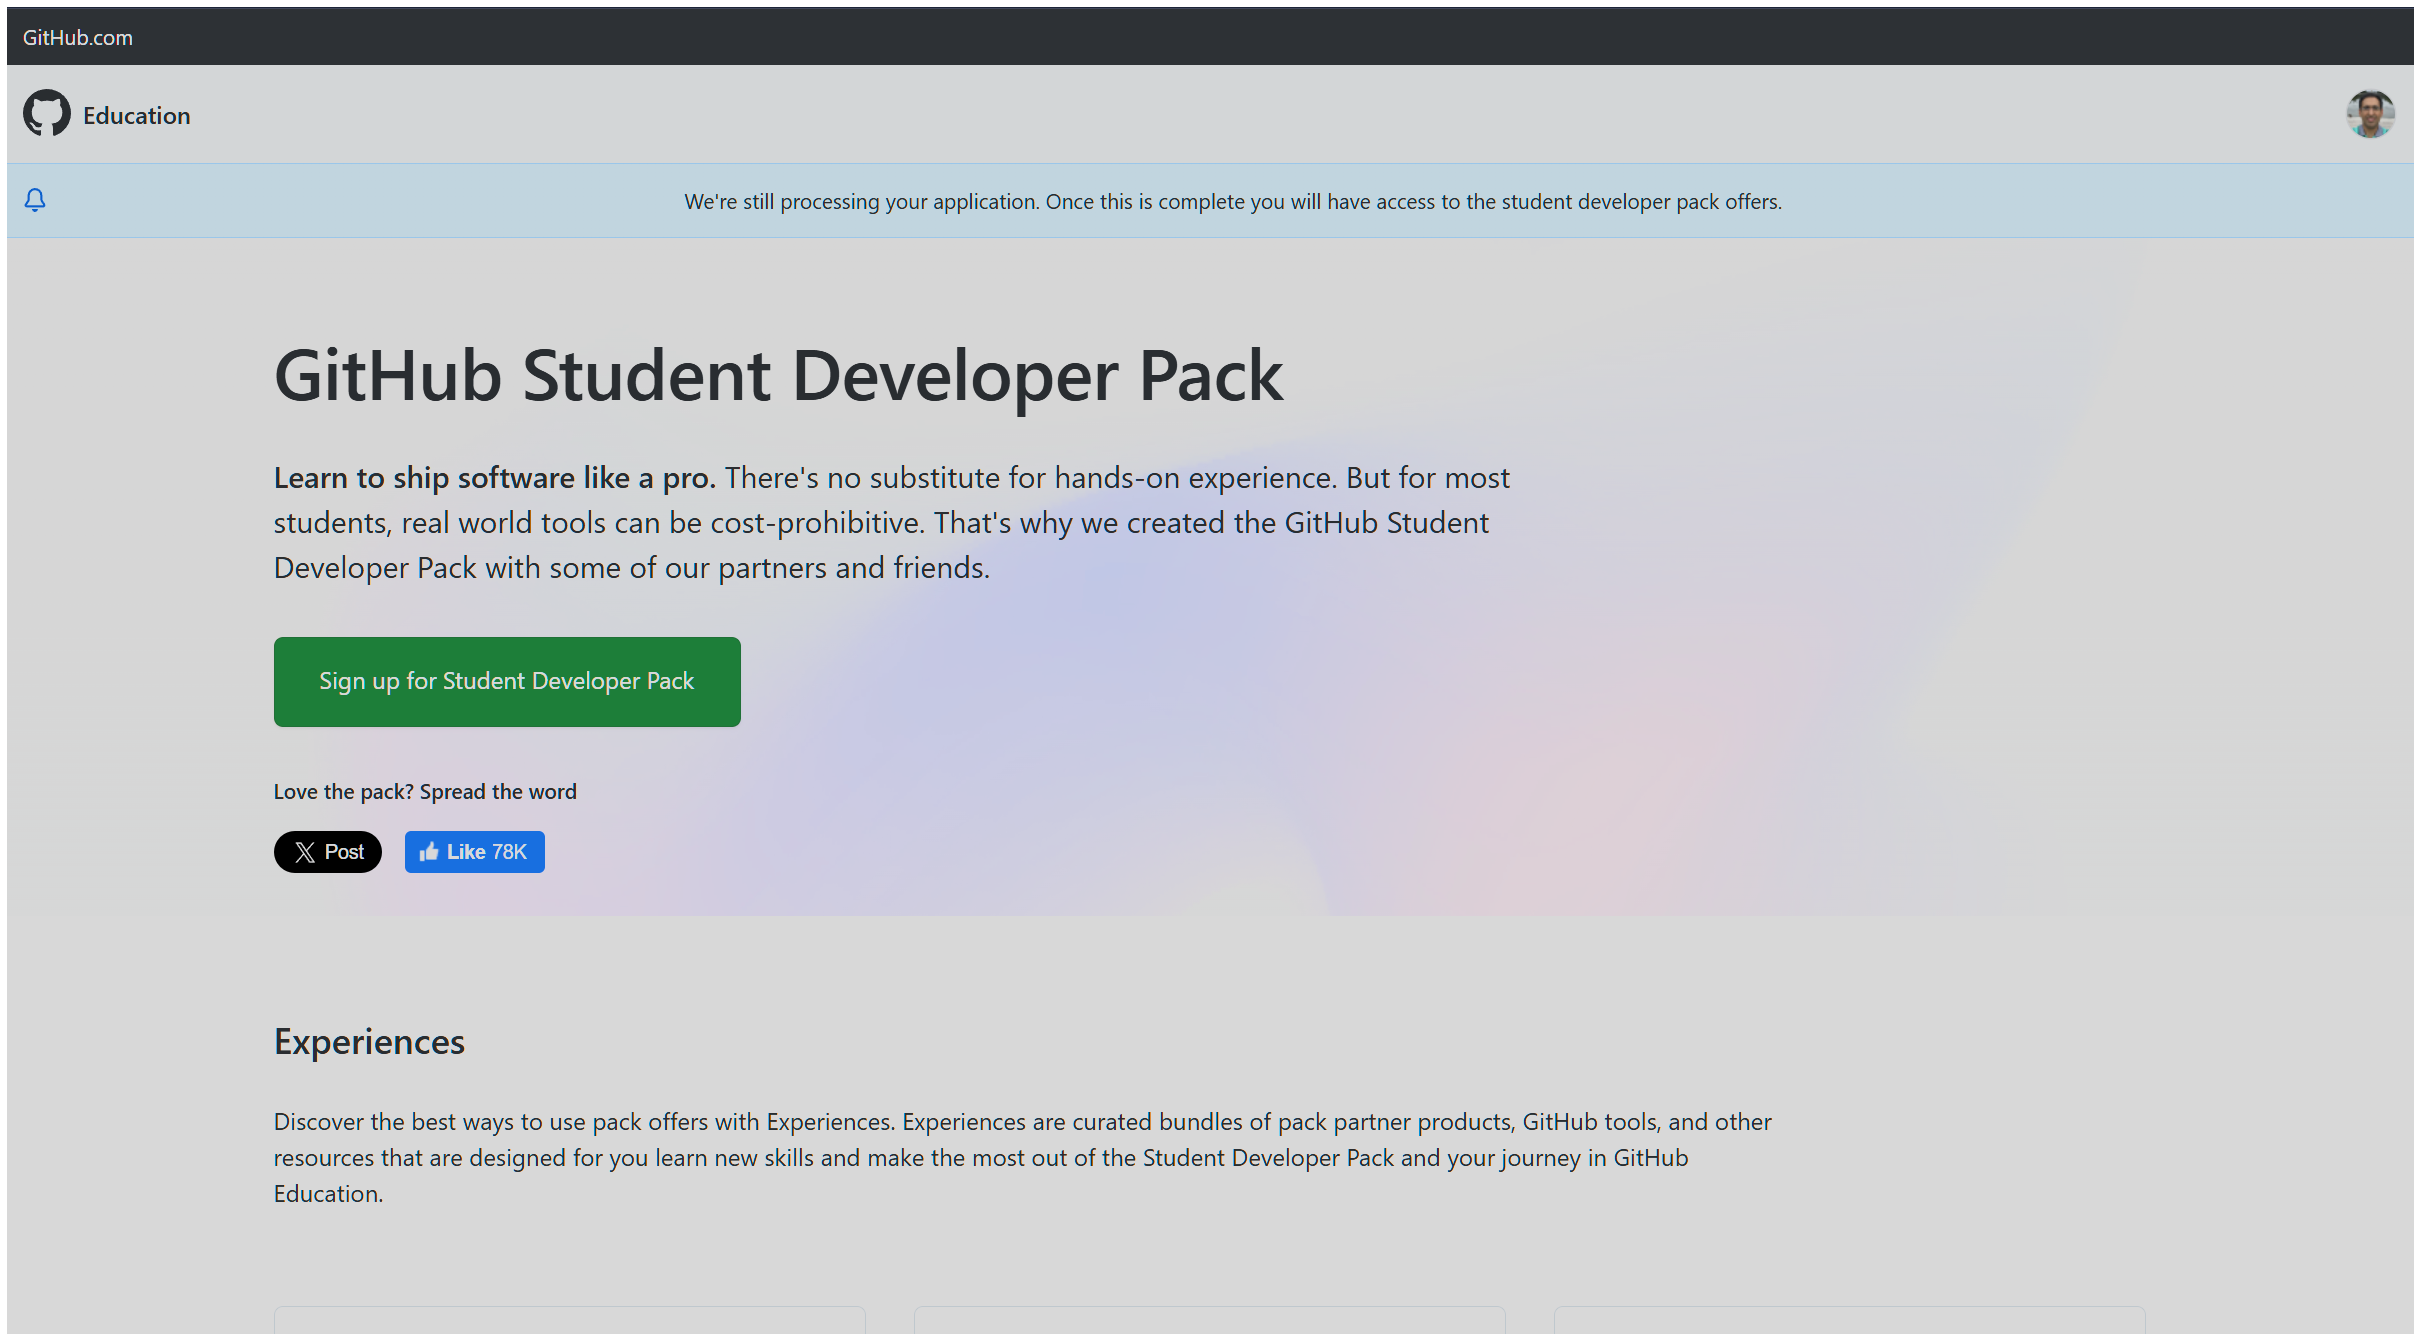 GitHub.com
Education
We're still processing your application. Once this is complete you will have access to the student developer pack offers.
GitHub Student Developer Pack
Learn to ship software like a pro. There's no substitute for hands-on experience. But for most
students, real world tools can be cost-prohibitive. That's why we created the GitHub Student
Developer Pack with some of our partners and friends.
Sign up for Student Developer Pack
Love the pack? Spread the word
X Post
Like 78K
Experiences
Discover the best ways to use pack offers with Experiences. Experiences are curated bundles of pack partner products, GitHub tools, and other
resources that are designed for you learn new skills and make the most out of the Student Developer Pack and your journey in GitHub
Education.